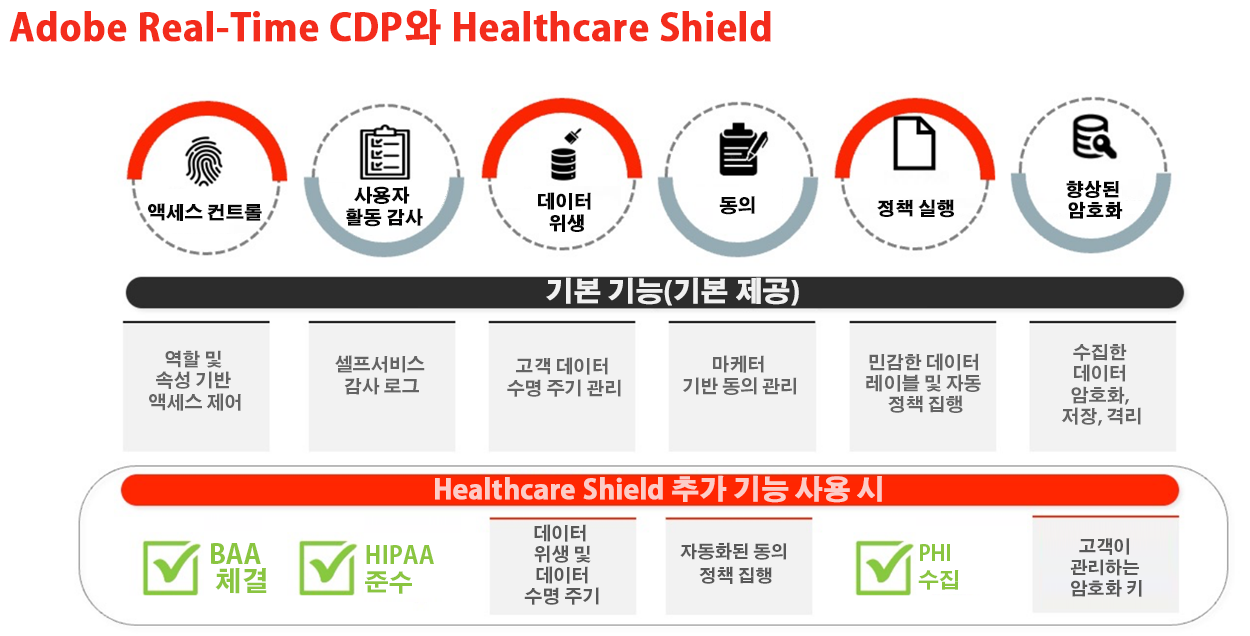 Adobe Real-Time CDP와 Healthcare Shield
액세스 컨트롤
사용자
활동 감사
데이터
위생
동의
정책 실행
향상된
암호화
기본 기능(기본 제공)
역할 및
속성 기반
액세스 제어
셀프서비스
감사 로그
고객 데이터
수명 주기 관리
마케터
기반 동의 관리
민감한 데이터
레이블 및 자동
정책 집행
수집한
데이터
암호화,
저장, 격리
Healthcare Shield 추가 기능 사용 시
BAA
체결
HIPAA
준수
데이터
위생 및
데이터
수명 주기
자동화된 동의
정책 집행
PHI
수집
고객이
관리하는
암호화 키